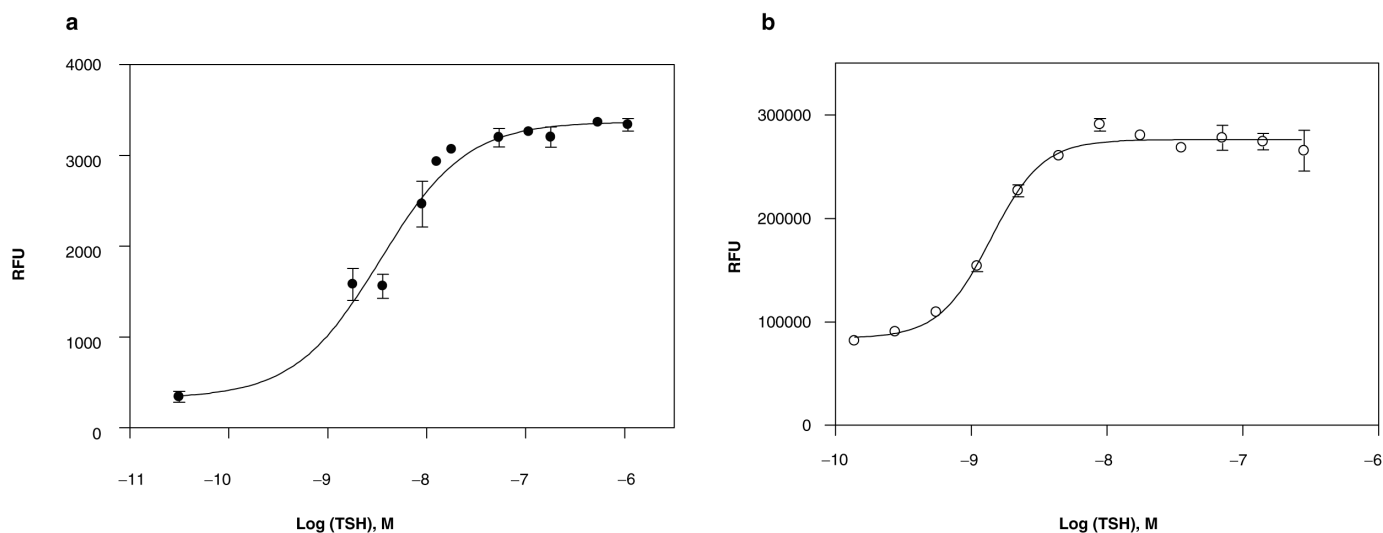 a
4000
3000
2000
1000
0
RFU
–11 –10 –9 –8 –7 –6
Log (TSH), M
b
300000
200000
100000
0
RFU
–10 –9 –8 –7 –6
Log (TSH), M